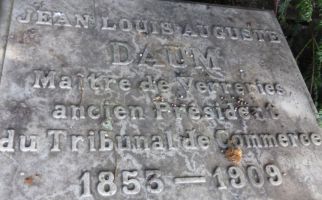 JEAN LOUIS AUGUSTE
DAUM
Maître de Verreries
ancien Président
du Tribunal de Commerce
1853 — 1909